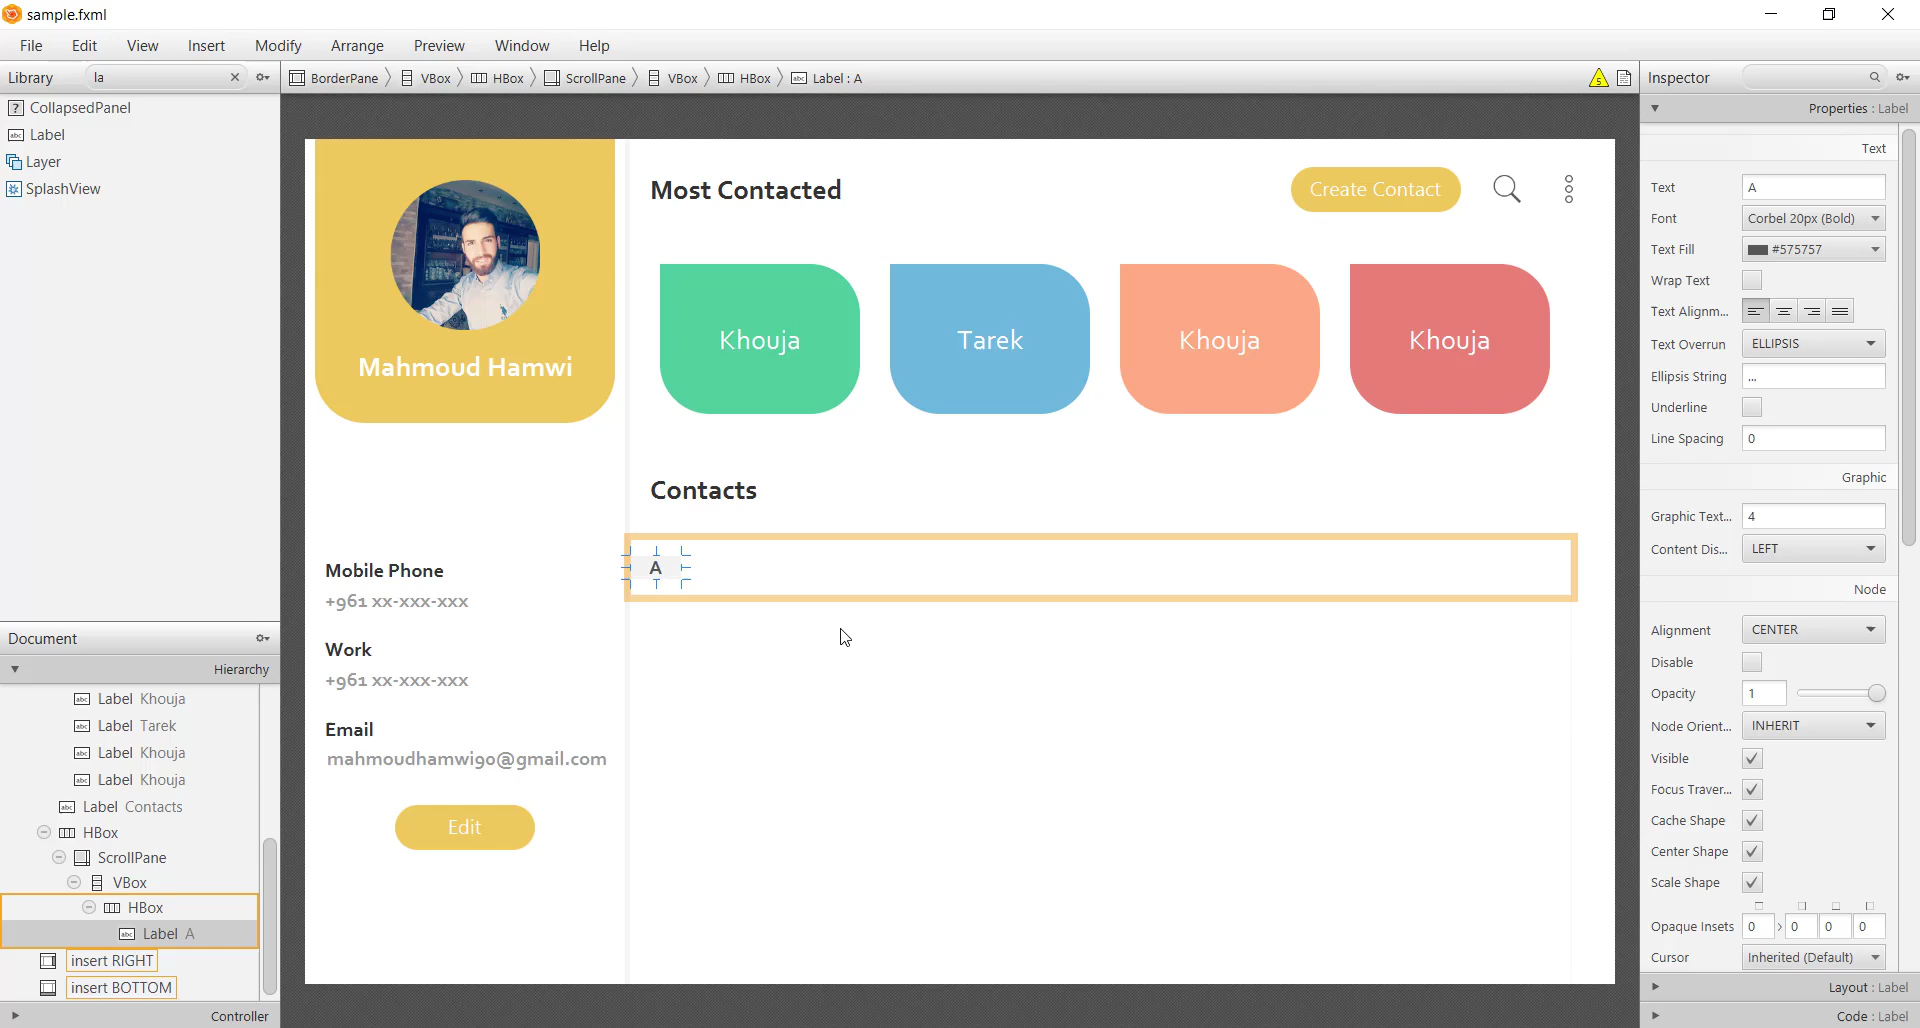 sample.fxml
File Edit View Insert Modify Arrange Preview Window Help
Library la
BorderPane VBox HBox ScrollPane VBox HBox Label : A
5
Inspector
CollapsedPanel
Label
Layer
SplashView
Document
Hierarchy
Label Khouja
Label Tarek
Label Khouja
Label Khouja
Label Contacts
HBox
ScrollPane
VBox
HBox
Label A
insert RIGHT
insert BOTTOM
Controller
Mahmoud Hamwi
Mobile Phone
+961 xx-xxx-xxx
Work
+961 xx-xxx-xxx
Email
mahmoudhamwi90@gmail.com
Edit
Most Contacted
Create Contact
Khouja
Tarek
Khouja
Khouja
Contacts
A
Properties : Label
Text
Text A
Font Corbel 20px (Bold)
Text Fill #575757
Wrap Text
Text Alignm...
Text Overrun ELLIPSIS
Ellipsis String ...
Underline
Line Spacing 0
Graphic
Graphic Text... 4
Content Dis... LEFT
Node
Alignment CENTER
Disable
Opacity 1
Node Orient... INHERIT
Visible
Focus Traver...
Cache Shape
Center Shape
Scale Shape
Opaque Insets 0 0 0 0
Cursor Inherited (Default)
Layout : Label
Code : Label